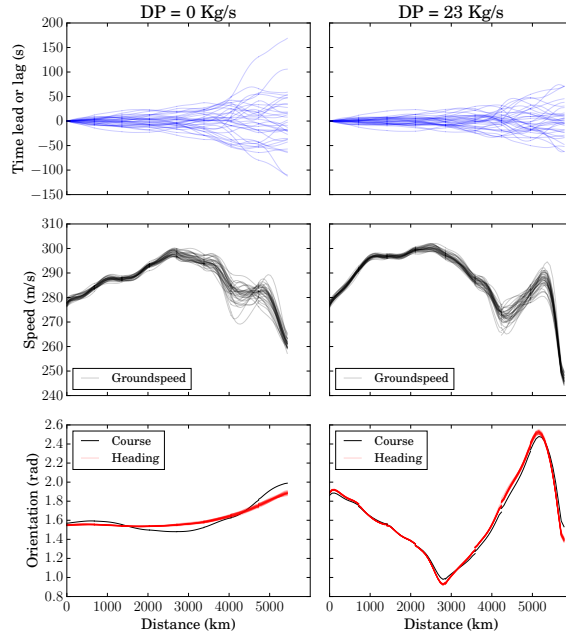 DP = 0 Kg/s
DP = 23 Kg/s
Time lead or lag (s)
200
150
100
50
0
−50
−100
−150
Speed (m/s)
310
300
290
280
270
260
250
240
Groundspeed
Groundspeed
Orientation (rad)
2.6
2.4
2.2
2.0
1.8
1.6
1.4
1.2
1.0
0.8
Course
Heading
Course
Heading
0 1000 2000 3000 4000 5000
0 1000 2000 3000 4000 5000
Distance (km)
Distance (km)